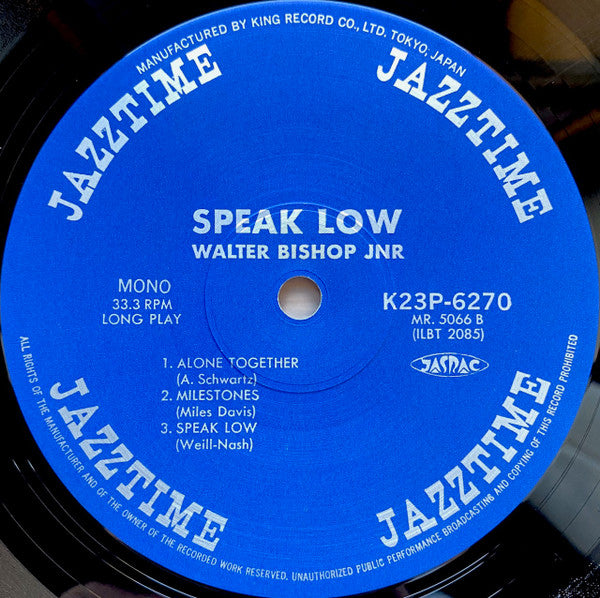 MANUFACTURED BY KING RECORD CO., LTD. TOKYO, JAPAN
JAZZTIME
JAZZTIME
SPEAK LOW
WALTER BISHOP JNR
MONO
33.3 RPM
LONG PLAY
K23P-6270
MR. 5066 B
(ILBT 2085)
JASRAC
1. ALONE TOGETHER
(A. Schwartz)
2. MILESTONES
(Miles Davis)
3. SPEAK LOW
(Weill-Nash)
JAZZTIME
JAZZTIME
ALL RIGHTS OF THE MANUFACTURER AND OF THE OWNER OF THE RECORDED WORK RESERVED. UNAUTHORIZED PUBLIC PERFORMANCE BROADCASTING AND COPYING OF THIS RECORD PROHIBITED